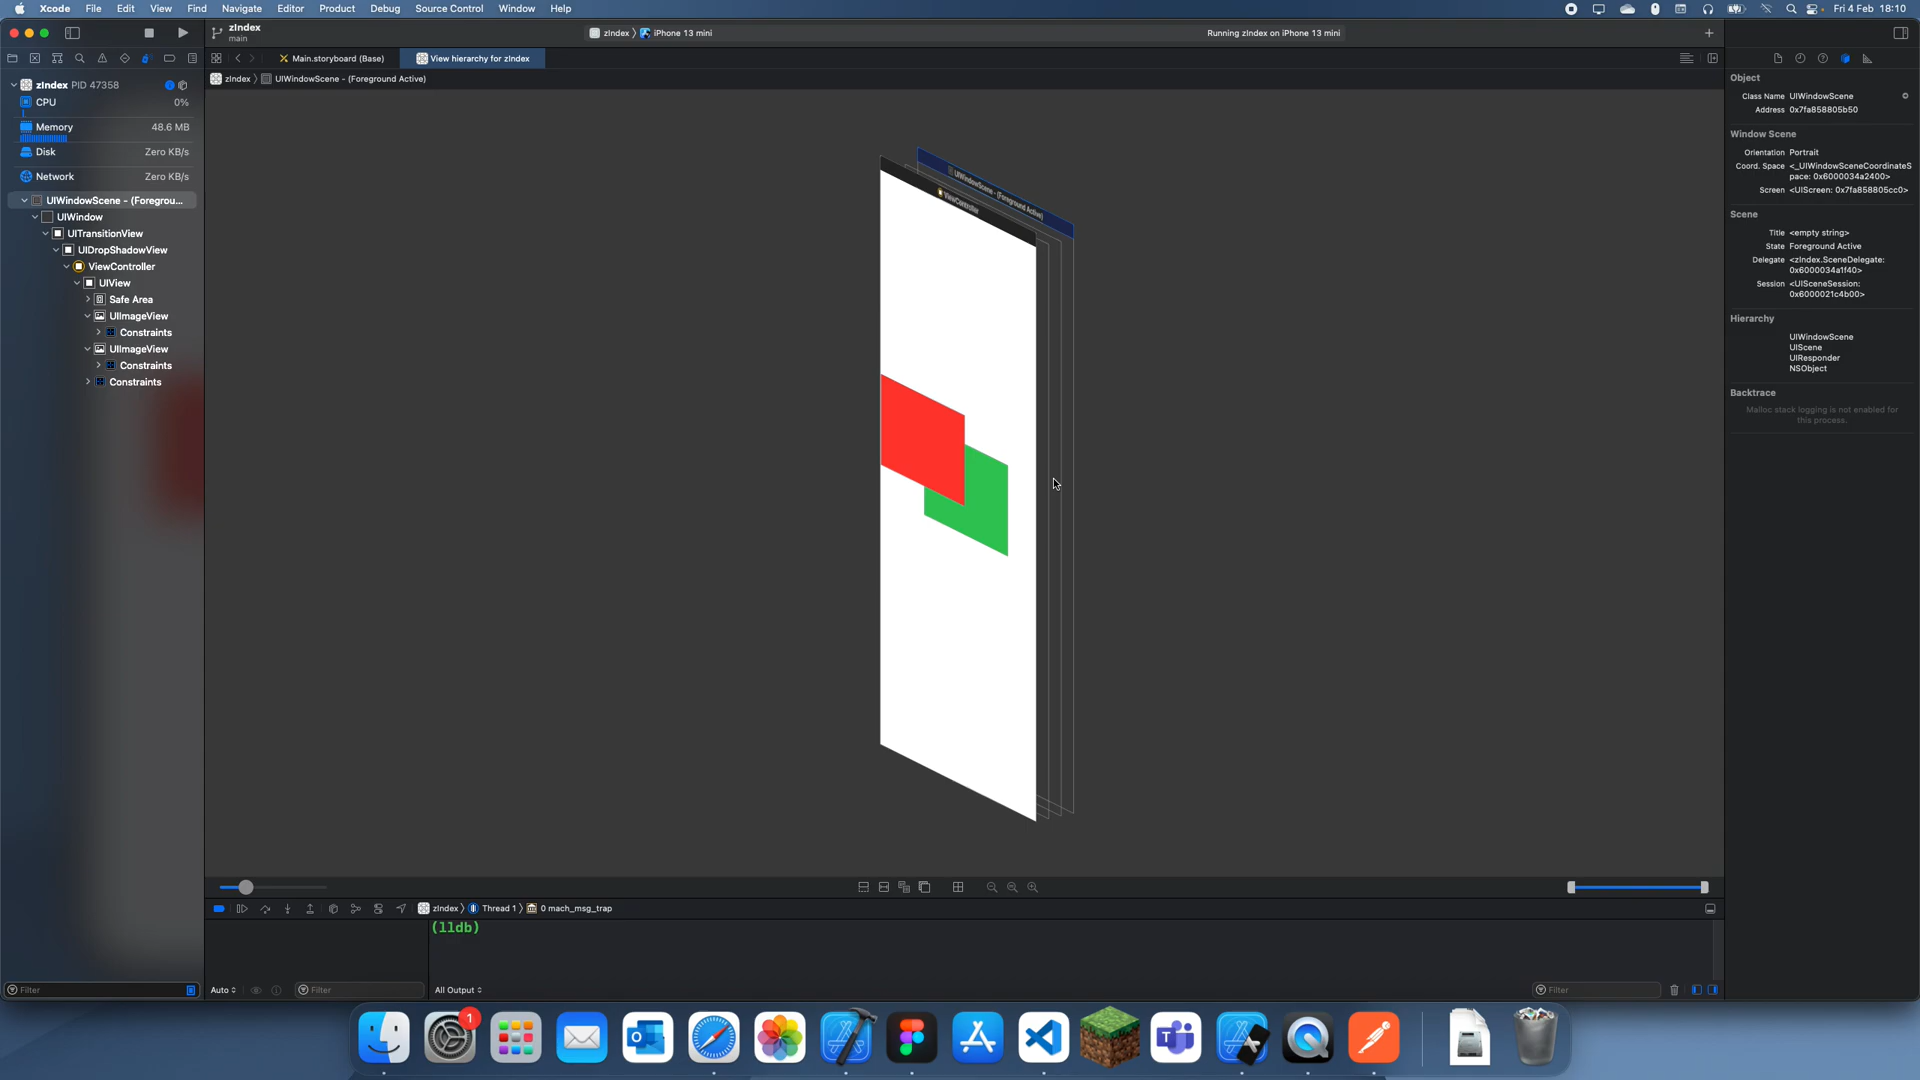 Xcode File Edit View Find Navigate Editor Product Debug Source Control Window Help Fri 4 Feb 18:10
zIndex
main
zIndex iPhone 13 mini
Running zIndex on iPhone 13 mini
Main.storyboard (Base)
View hierarchy for zIndex
zIndex UIWindowScene - (Foreground Active)
zIndex PID 47358
CPU 0%
Memory 48.6 MB
Disk Zero KB/s
Network Zero KB/s
UIWindowScene - (Foregrou...
UIWindow
UITransitionView
UIDropShadowView
ViewController
UIView
Safe Area
UIImageView
Constraints
UIImageView
Constraints
Constraints
UIWindowScene - (Foreground Active)
ViewController
Object
Class Name UIWindowScene
Address 0x7fa858805b50
Window Scene
Orientation Portrait
Coord. Space <_UIWindowSceneCoordinateS
pace: 0x6000034a2400>
Screen <UIScreen: 0x7fa858805cc0>
Scene
Title <empty string>
State Foreground Active
Delegate <zIndex.SceneDelegate:
0x6000034a1f40>
Session <UISceneSession:
0x6000021c4b00>
Hierarchy
UIWindowScene
UIScene
UIResponder
NSObject
Backtrace
Malloc stack logging is not enabled for
this process.
zIndex Thread 1 0 mach_msg_trap
(lldb)
Filter
Auto
Filter
All Output
Filter
1